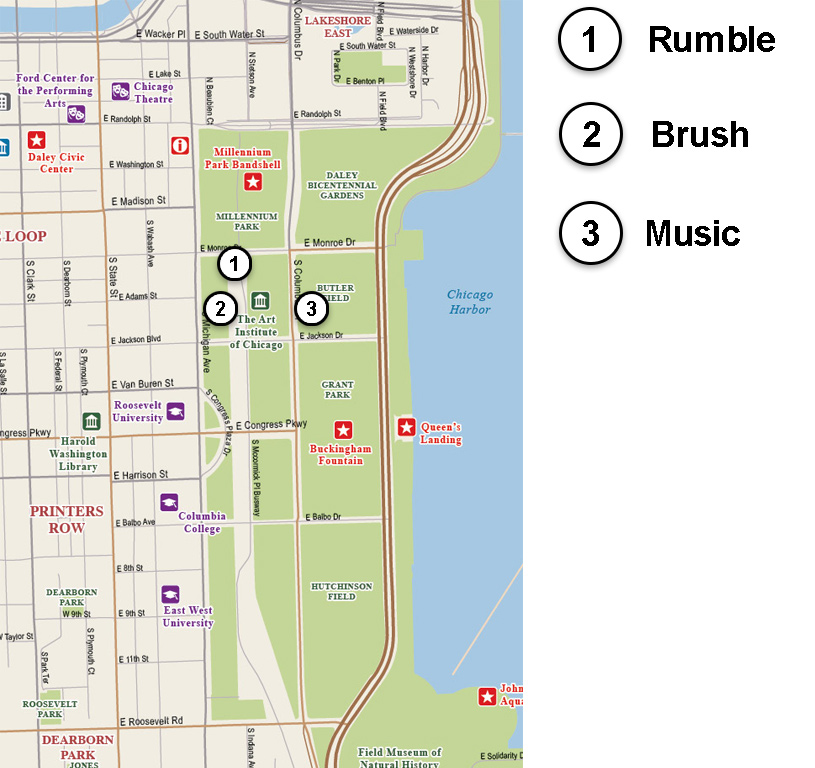 E Wacker Pl
E South Water St
N Columbus Dr
LAKESHORE
EAST
N Field Blvd
E Waterside Dr
E South Water St
N Park Dr
N Westshore Dr
N Harbor Dr
E Benton Pl
N Field Blvd
E Lake St
N Beaubien Ct
N Stetson Ave
Ford Center for
the Performing
Arts
Chicago
Theatre
E Randolph St
E Randolph St
Daley Civic
Center
E Washington St
Millennium
Park Bandshell
DALEY
BICENTENNIAL
GARDENS
E Madison St
MILLENNIUM
PARK
E LOOP
S Wabash Ave
E Monroe Dr
E Monroe Dr
S Clark St
S Dearborn St
S State St
1
2
3
E Adams St
BUTLER
FIELD
The Art
Institute
of Chicago
S Michigan Ave
E Jackson Blvd
E Jackson Dr
Chicago
Harbor
S La Salle St
S Federal St
S Plymouth Ct
E Van Buren St
GRANT
PARK
S Congress Plaza Dr
Roosevelt
University
ngress Pkwy
E Congress Pkwy
Harold
Washington
Library
Buckingham
Fountain
Queen's
Landing
S Mccormick Pl Busway
E Harrison St
PRINTERS
ROW
E Balbo Ave
Columbia
College
E Balbo Dr
E 8th St
DEARBORN
PARK
W 9th St
E 9th St
East West
University
HUTCHINSON
FIELD
W Taylor St
S Plymouth Ct
S Park Ter
E 11th St
ROOSEVELT
PARK
E Roosevelt Rd
John
Aqua
DEARBORN
PARK
JONES
S Indiana Av
Field Museum of
Natural History
E Solidarity D
1 Rumble
2 Brush
3 Music